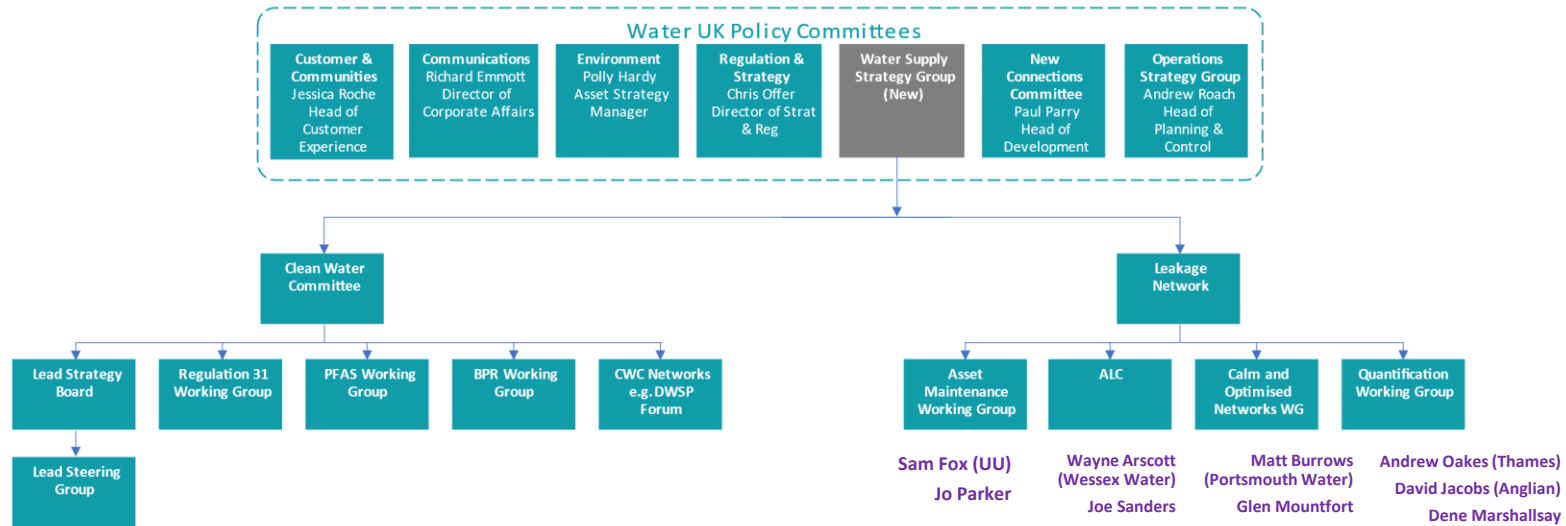 Water UK Policy Committees
Customer &
Communities
Jessica Roche
Head of
Customer
Experience
Communications
Richard Emmott
Director of
Corporate Affairs
Environment
Polly Hardy
Asset Strategy
Manager
Regulation &
Strategy
Chris Offer
Director of Strat
& Reg
Water Supply
Strategy Group
(New)
New
Connections
Committee
Paul Parry
Head of
Development
Operations
Strategy Group
Andrew Roach
Head of
Planning &
Control
Clean Water
Committee
Leakage
Network
Lead Strategy
Board
Regulation 31
Working Group
PFAS Working
Group
BPR Working
Group
CWC Networks
e.g. DWSP
Forum
Asset
Maintenance
Working Group
ALC
Calm and
Optimised
Networks WG
Quantification
Working Group
Lead Steering
Group
Sam Fox (UU)
Jo Parker
Wayne Arscott
(Wessex Water)
Joe Sanders
Matt Burrows
(Portsmouth Water)
Glen Mountfort
Andrew Oakes (Thames)
David Jacobs (Anglian)
Dene Marshallsay